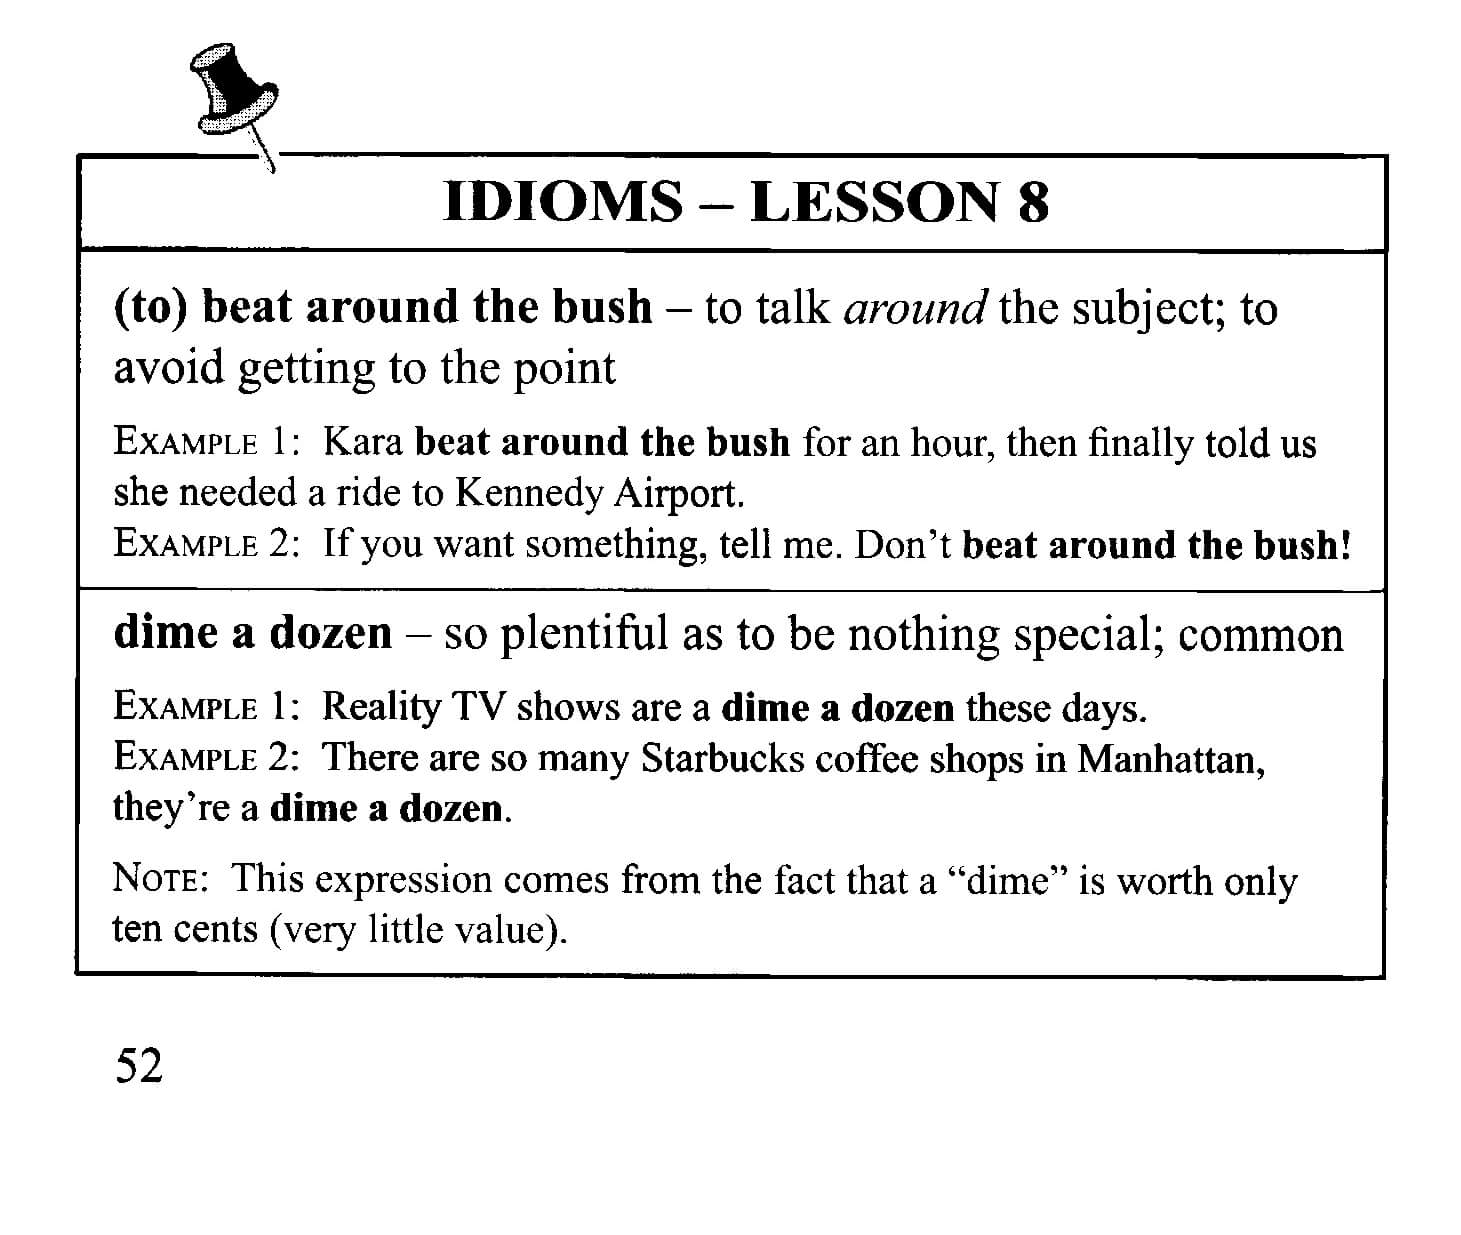 IDIOMS – LESSON 8
(to) beat around the bush – to talk around the subject; to
avoid getting to the point
EXAMPLE 1: Kara beat around the bush for an hour, then finally told us
she needed a ride to Kennedy Airport.
EXAMPLE 2: If you want something, tell me. Don’t beat around the bush!
dime a dozen – so plentiful as to be nothing special; common
EXAMPLE 1: Reality TV shows are a dime a dozen these days.
EXAMPLE 2: There are so many Starbucks coffee shops in Manhattan,
they’re a dime a dozen.
NOTE: This expression comes from the fact that a “dime” is worth only
ten cents (very little value).
52